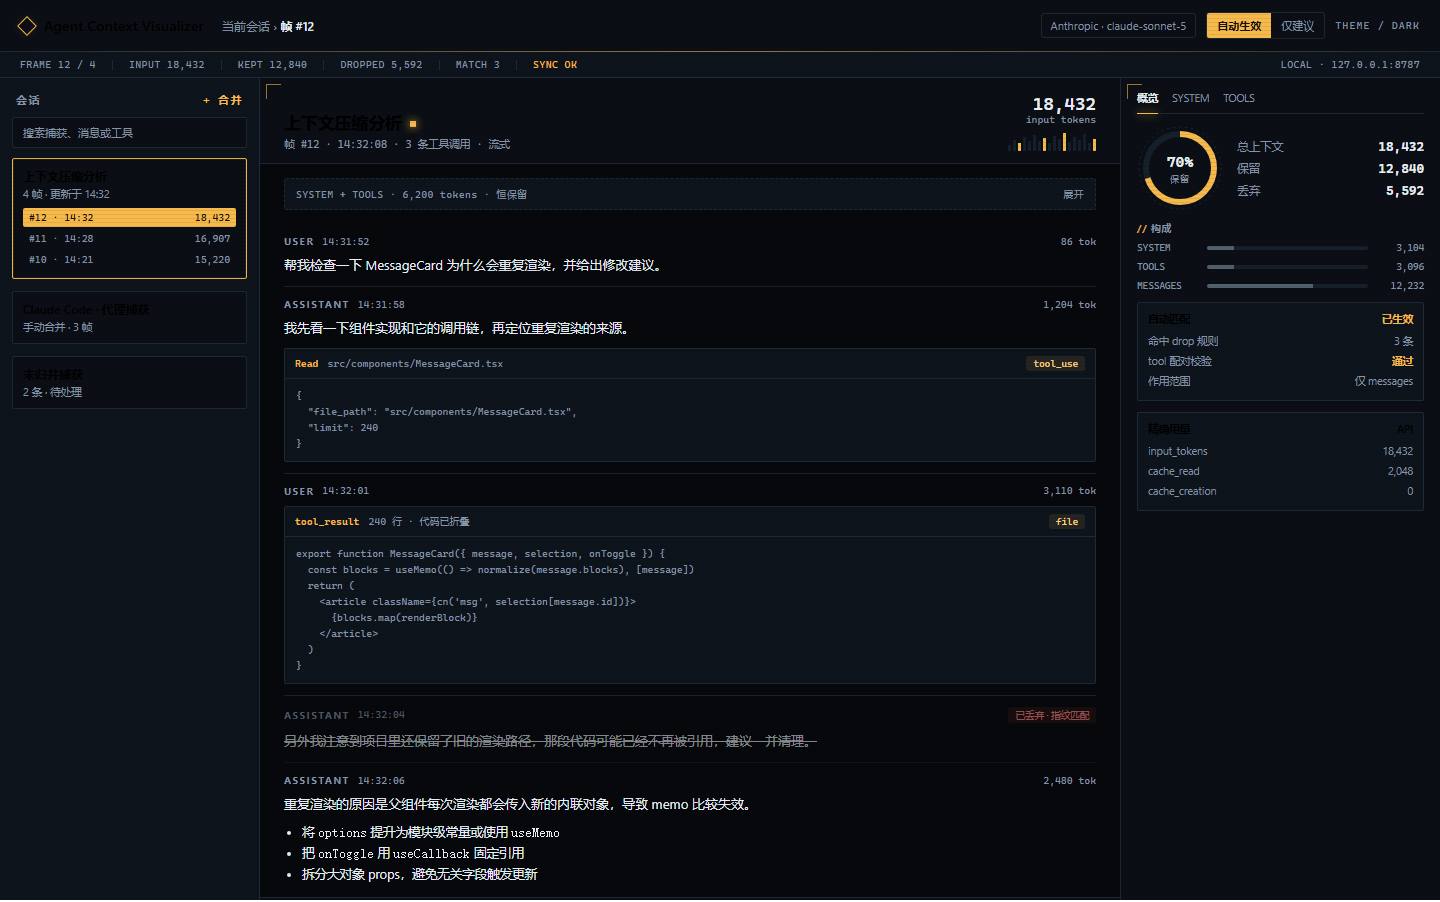 Agent Context Visualizer
当前会话 › 帧 #12
Anthropic · claude-sonnet-5
自动生效
仅建议
THEME / DARK
FRAME 12 / 4
INPUT 18,432
KEPT 12,840
DROPPED 5,592
MATCH 3
SYNC OK
LOCAL · 127.0.0.1:8787
会话
+ 合并
搜索捕获、消息或工具
上下文压缩分析
4 帧 · 更新于 14:32
#12 · 14:32 18,432
#11 · 14:28 16,907
#10 · 14:21 15,220
Claude Code · 代理捕获
手动合并 · 3 帧
未归并捕获
2 条 · 待处理
上下文压缩分析
帧 #12 · 14:32:08 · 3 条工具调用 · 流式
18,432
input tokens
SYSTEM + TOOLS · 6,200 tokens · 恒保留
展开
USER 14:31:52 86 tok
帮我检查一下 MessageCard 为什么会重复渲染，并给出修改建议。
ASSISTANT 14:31:58 1,204 tok
我先看一下组件实现和它的调用链，再定位重复渲染的来源。
Read src/components/MessageCard.tsx tool_use
{
"file_path": "src/components/MessageCard.tsx",
"limit": 240
}
USER 14:32:01 3,110 tok
tool_result 240 行 · 代码已折叠 file
export function MessageCard({ message, selection, onToggle }) {
const blocks = useMemo(() => normalize(message.blocks), [message])
return (
<article className={cn('msg', selection[message.id])}>
{blocks.map(renderBlock)}
</article>
)
}
ASSISTANT 14:32:04 已丢弃 · 指纹匹配
另外我注意到项目里还保留了旧的渲染路径，那段代码可能已经不再被引用，建议一并清理。
ASSISTANT 14:32:06 2,480 tok
重复渲染的原因是父组件每次渲染都会传入新的内联对象，导致 memo 比较失效。
• 将 options 提升为模块级常量或使用 useMemo
• 把 onToggle 用 useCallback 固定引用
• 拆分大对象 props，避免无关字段触发更新
概览 SYSTEM TOOLS
70%
保留
总上下文 18,432
保留 12,840
丢弃 5,592
// 构成
SYSTEM 3,104
TOOLS 3,096
MESSAGES 12,232
自动匹配 已生效
命中 drop 规则 3 条
tool 配对校验 通过
作用范围 仅 messages
精确用量 API
input_tokens 18,432
cache_read 2,048
cache_creation 0